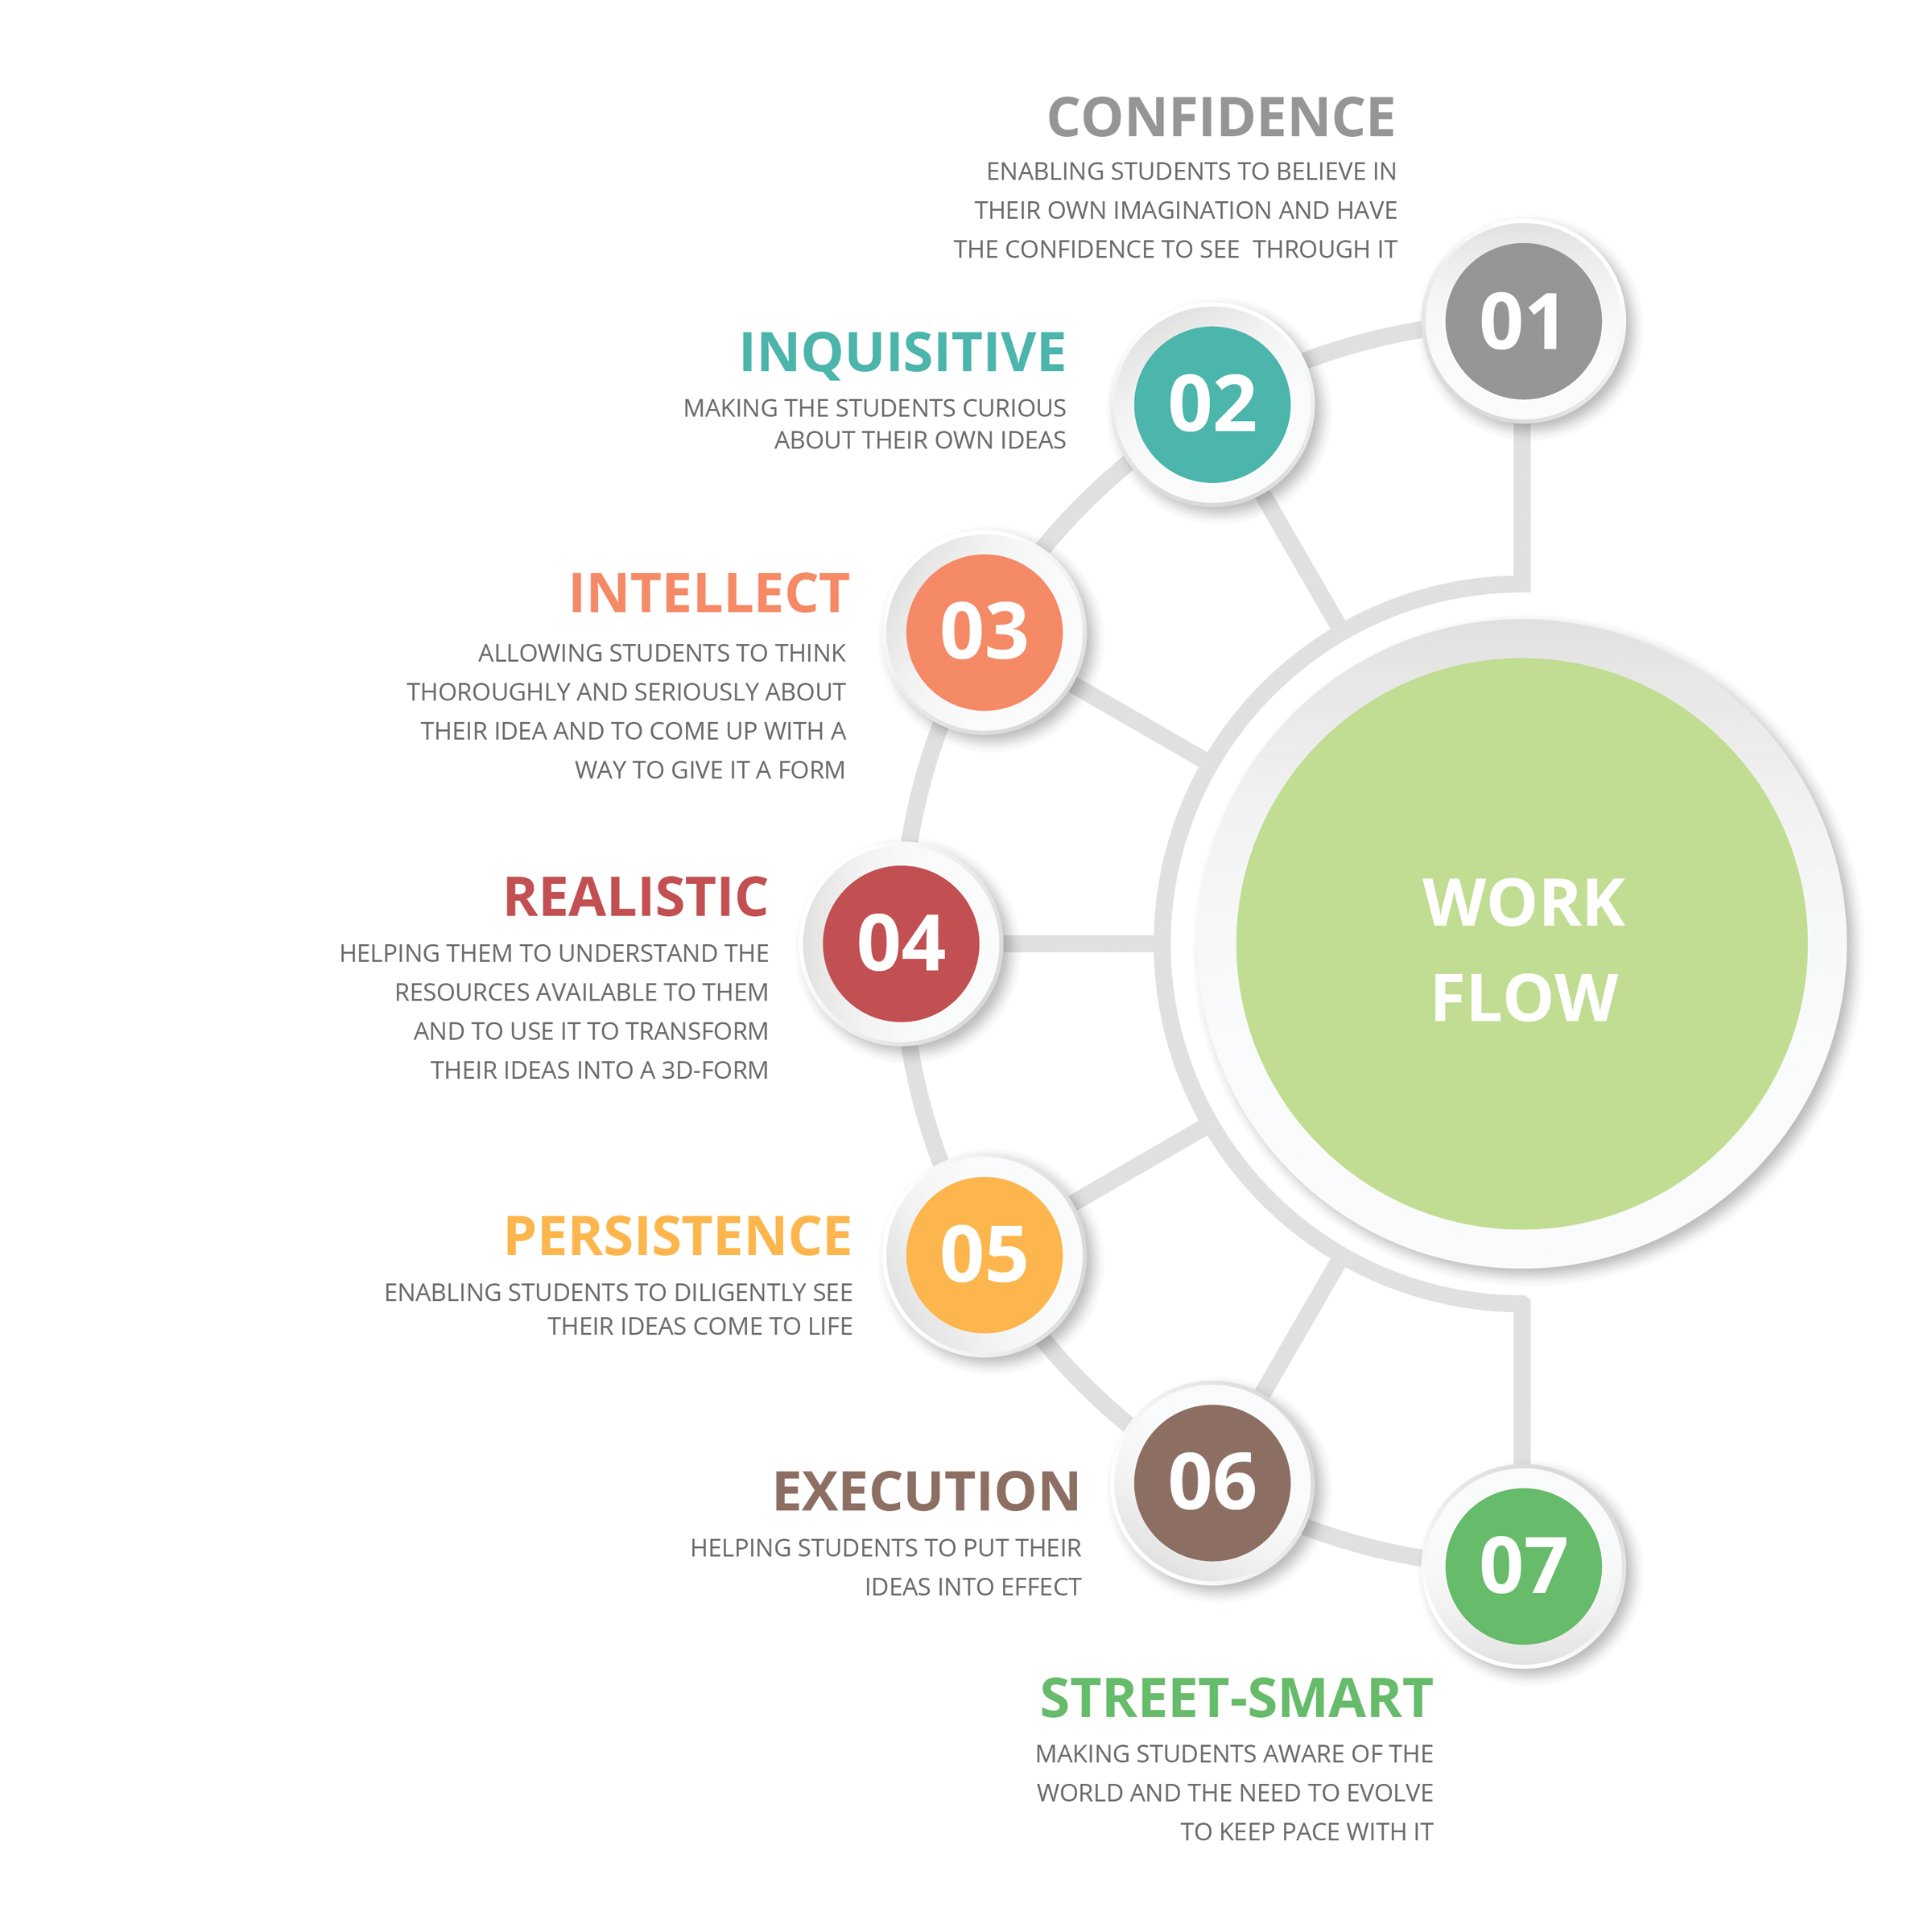 CONFIDENCE
ENABLING STUDENTS TO BELIEVE IN
THEIR OWN IMAGINATION AND HAVE
THE CONFIDENCE TO SEE  THROUGH IT
01
INQUISITIVE
MAKING THE STUDENTS CURIOUS
ABOUT THEIR OWN IDEAS
02
INTELLECT
ALLOWING STUDENTS TO THINK
THOROUGHLY AND SERIOUSLY ABOUT
THEIR IDEA AND TO COME UP WITH A
WAY TO GIVE IT A FORM
03
REALISTIC
HELPING THEM TO UNDERSTAND THE
RESOURCES AVAILABLE TO THEM
AND TO USE IT TO TRANSFORM
THEIR IDEAS INTO A 3D-FORM
04
WORK
FLOW
PERSISTENCE
ENABLING STUDENTS TO DILIGENTLY SEE
THEIR IDEAS COME TO LIFE
05
EXECUTION
HELPING STUDENTS TO PUT THEIR
IDEAS INTO EFFECT
06
07
STREET-SMART
MAKING STUDENTS AWARE OF THE
WORLD AND THE NEED TO EVOLVE
TO KEEP PACE WITH IT